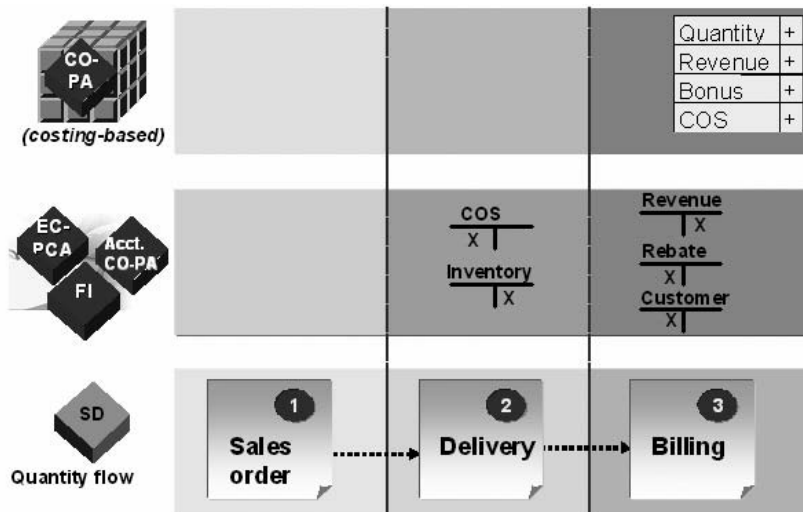 CO-
PA
(costing-based)
Quantity +
Revenue +
Bonus +
COS +
EC-
PCA
Acct.
CO-PA
FI
COS
X
Inventory
X
Revenue
X
Rebate
X
Customer
X
SD
Quantity flow
1
Sales
order
2
Delivery
3
Billing